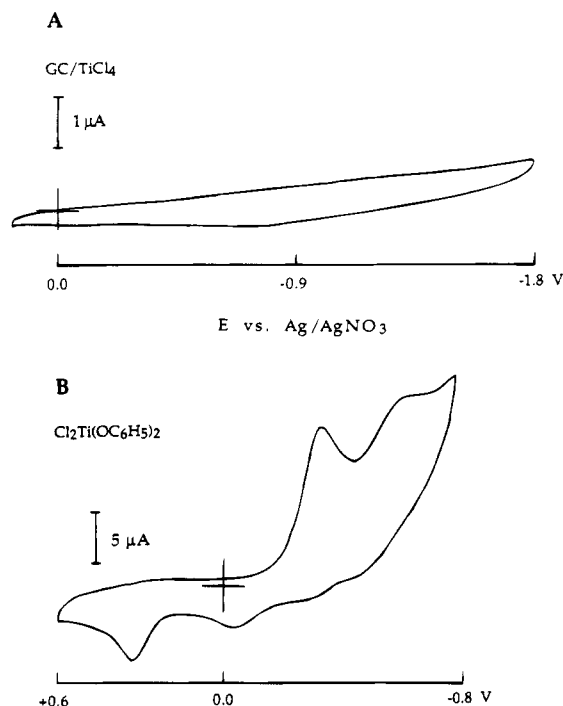 A
GC/TiCl₄
1 μA
0.0 -0.9 -1.8 V
E vs. Ag/AgNO₃
B
Cl₂Ti(OC₆H₅)₂
5 μA
+0.6 0.0 -0.8 V